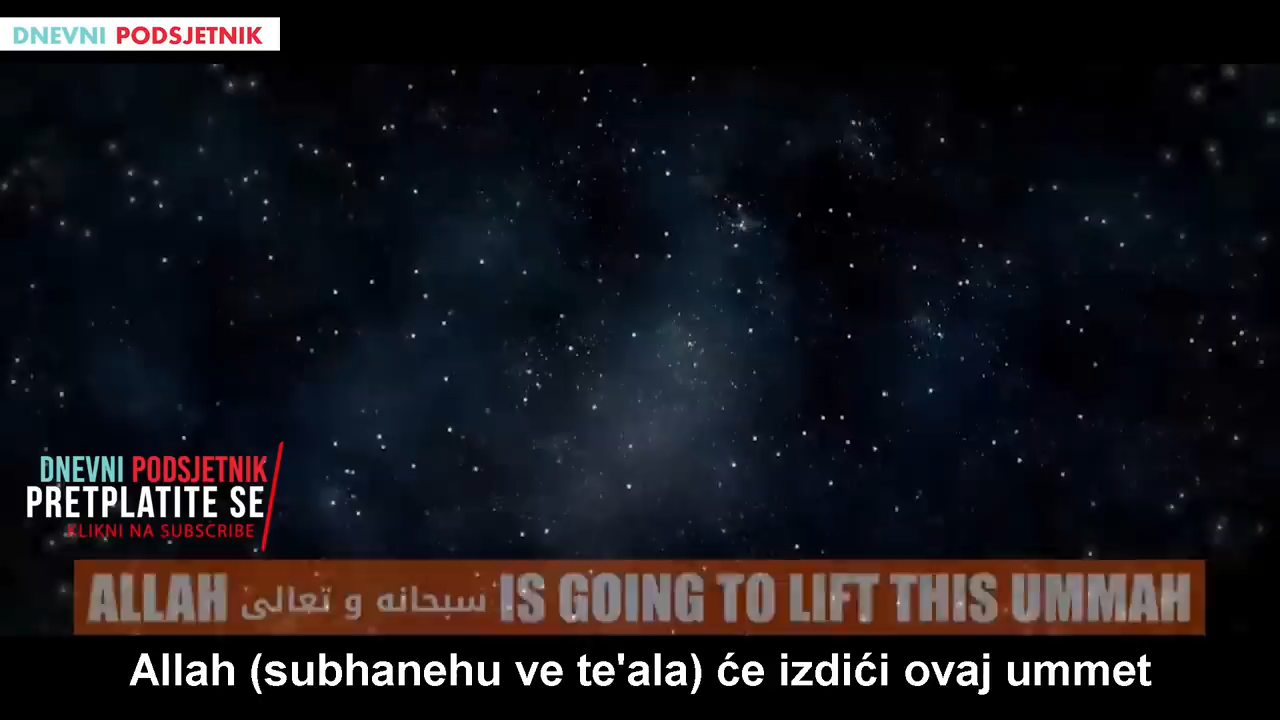 DNEVNI PODSJETNIK
DNEVNI PODSJETNIK
PRETPLATITE SE
KLIKNI NA SUBSCRIBE
ALLAH سبحانه و تعالى IS GOING TO LIFT THIS UMMAH
Allah (subhanehu ve te'ala) će izdići ovaj ummet